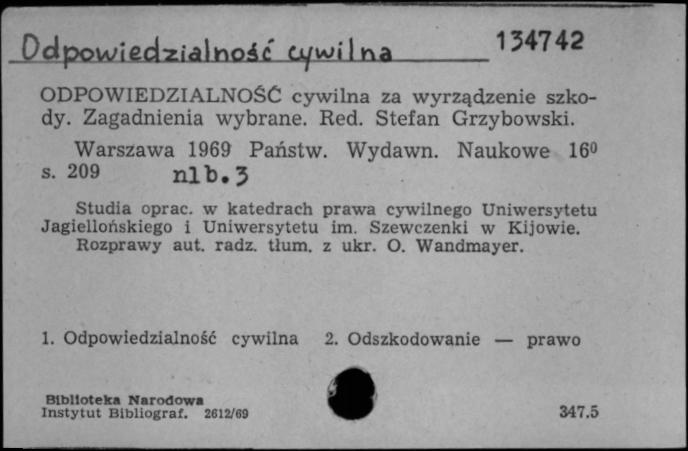 Odpowiedzialność cywilna 134742
ODPOWIEDZIALNOŚĆ cywilna za wyrządzenie szko-
dy. Zagadnienia wybrane. Red. Stefan Grzybowski.
Warszawa 1969 Państw. Wydawn. Naukowe 16⁰
s. 209 nlb. 3
Studia oprac. w katedrach prawa cywilnego Uniwersytetu
Jagiellońskiego i Uniwersytetu im. Szewczenki w Kijowie.
Rozprawy aut. radz. tłum. z ukr. O. Wandmayer.
1. Odpowiedzialność cywilna 2. Odszkodowanie — prawo
Biblioteka Narodowa
Instytut Bibliograf. 2612/69 347.5